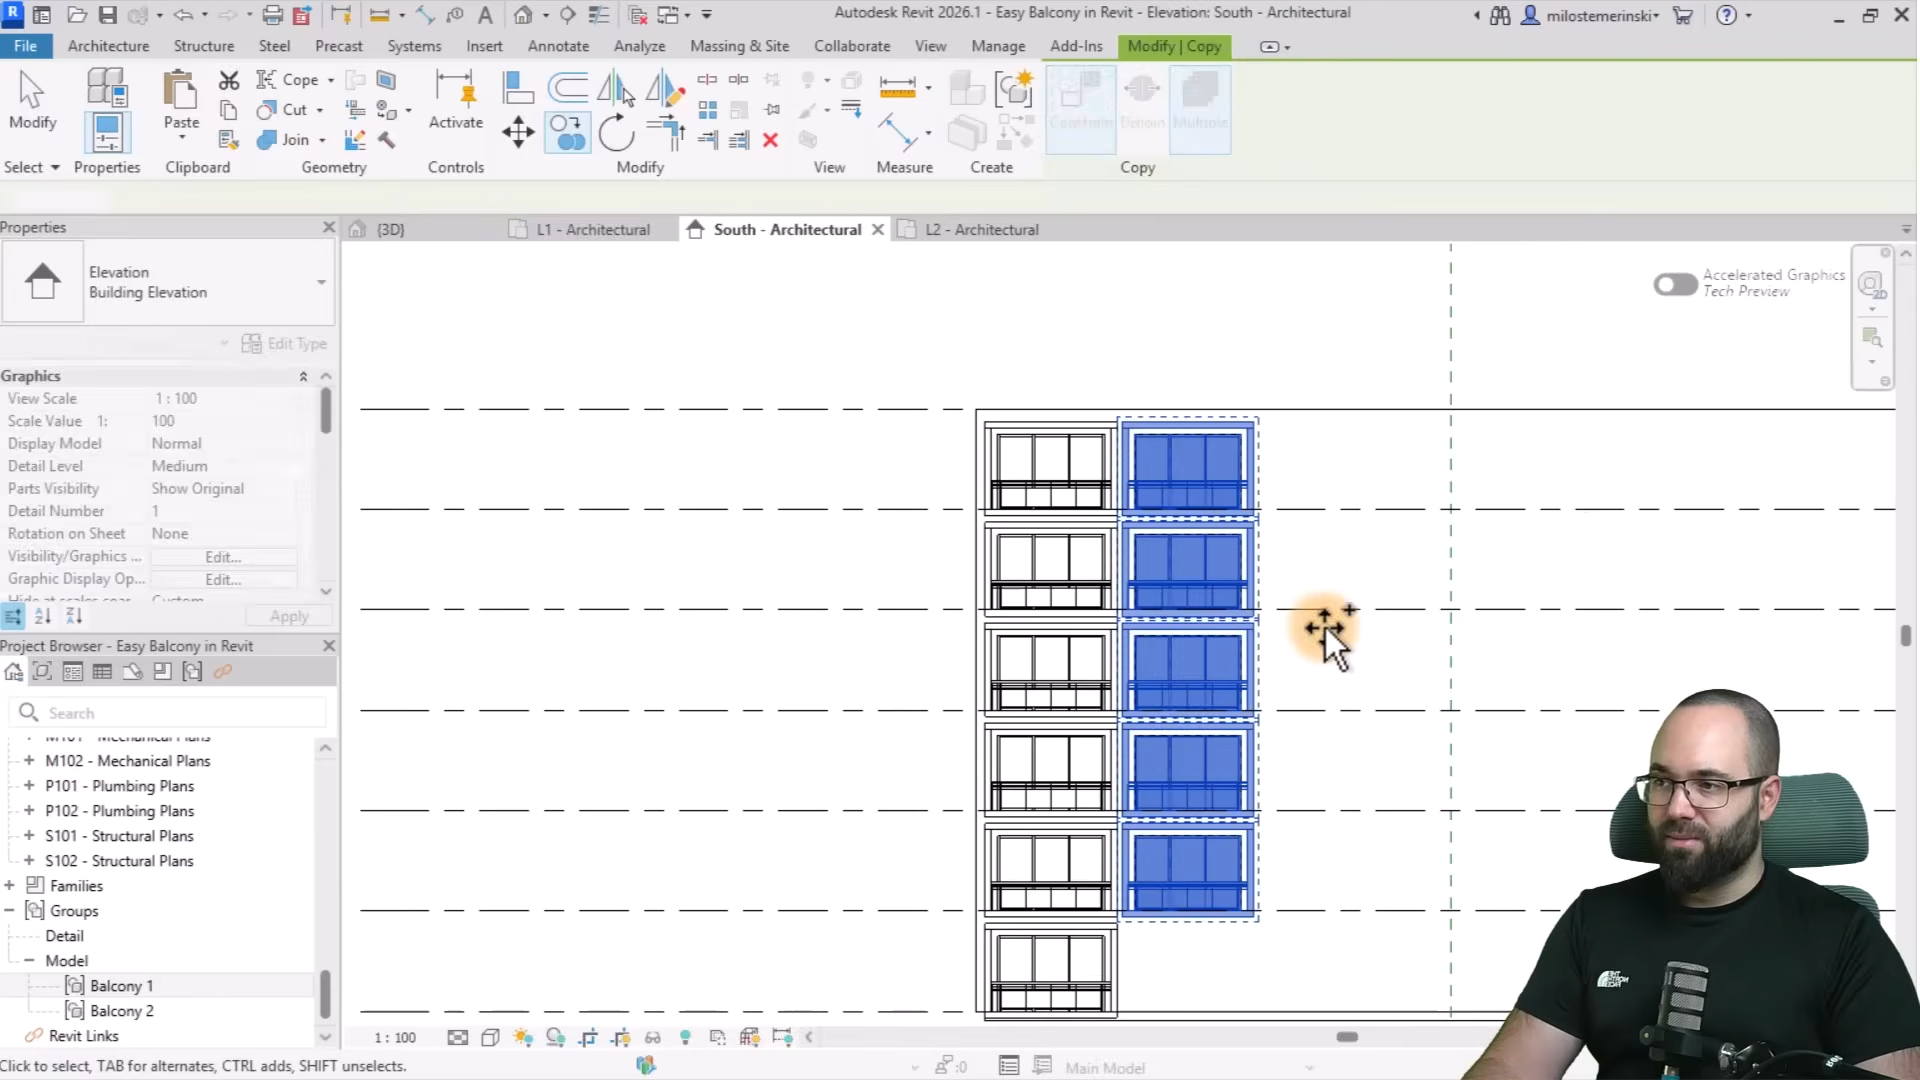 Autodesk Revit 2026.1 - Easy Balcony in Revit - Elevation: South - Architectural
milostemerinski
File Architecture Structure Steel Precast Systems Insert Annotate Analyze Massing & Site Collaborate View Manage Add-Ins Modify | Copy
Modify
Paste
Cope
Cut
Join
Activate
Constrain Disjoin Multiple
Select Properties Clipboard Geometry Controls Modify View Measure Create Copy
Properties
{3D}
L1 - Architectural
South - Architectural
L2 - Architectural
Elevation
Building Elevation
Edit Type
Graphics
View Scale 1 : 100
Scale Value 1: 100
Display Model Normal
Detail Level Medium
Parts Visibility Show Original
Detail Number 1
Rotation on Sheet None
Visibility/Graphics ... Edit...
Graphic Display Op... Edit...
Apply
Accelerated Graphics
Tech Preview
2D
Project Browser - Easy Balcony in Revit
Search
M101 - Mechanical Plans
M102 - Mechanical Plans
P101 - Plumbing Plans
P102 - Plumbing Plans
S101 - Structural Plans
S102 - Structural Plans
Families
Groups
Detail
Model
Balcony 1
Balcony 2
Revit Links
1 : 100
Click to select, TAB for alternates, CTRL adds, SHIFT unselects.
:0
Main Model